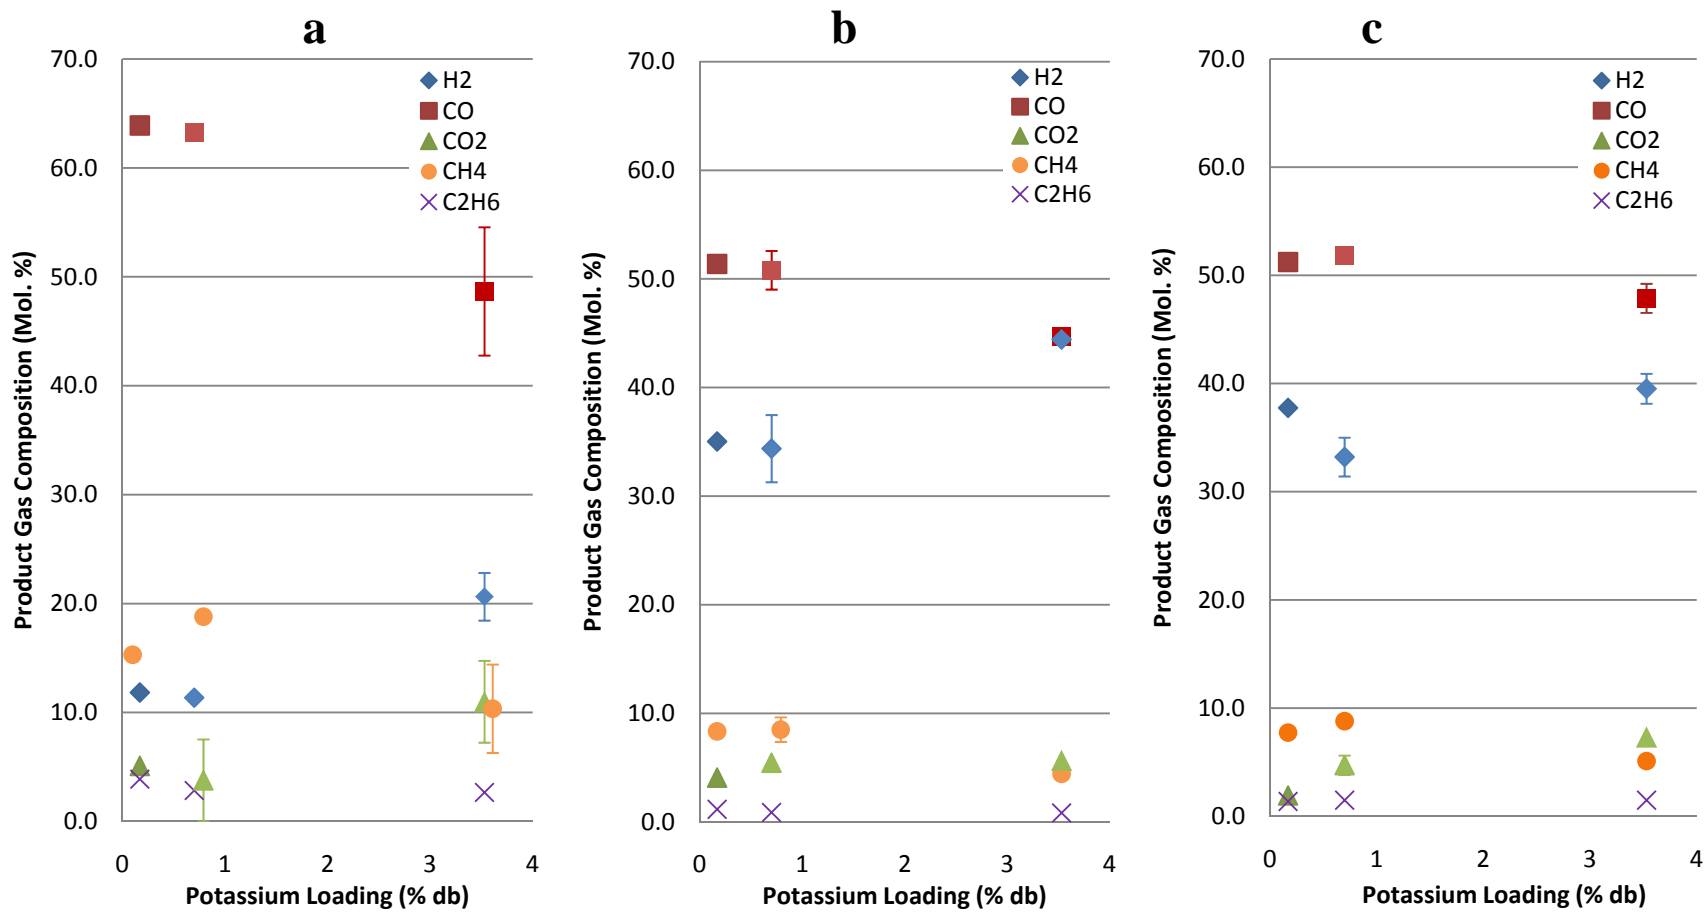 a
70.0
60.0
50.0
40.0
30.0
20.0
10.0
0.0
0 1 2 3 4
Product Gas Composition (Mol. %)
Potassium Loading (% db)
H2
CO
CO2
CH4
C2H6
b
70.0
60.0
50.0
40.0
30.0
20.0
10.0
0.0
0 1 2 3 4
Product Gas Composition (Mol. %)
Potassium Loading (% db)
H2
CO
CO2
CH4
C2H6
c
70.0
60.0
50.0
40.0
30.0
20.0
10.0
0.0
0 1 2 3 4
Product Gas Composition (Mol. %)
Potassium Loading (% db)
H2
CO
CO2
CH4
C2H6